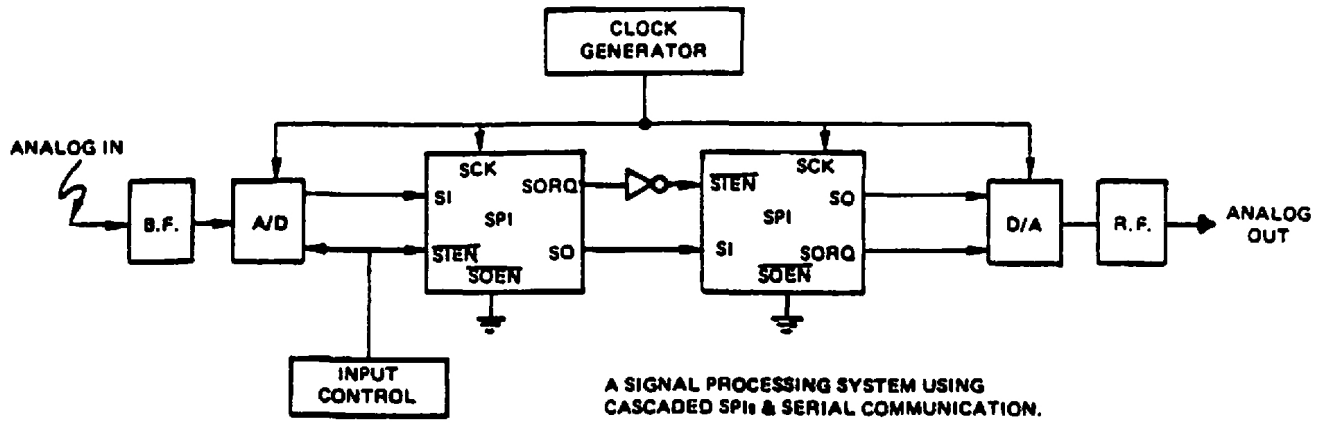 CLOCK
GENERATOR
ANALOG IN
B.F.
A/D
SCK
SI
SORQ
SPI
STEN
SO
SOEN
SCK
STEN
SO
SPI
SI
SORQ
SOEN
D/A
R.F.
ANALOG
OUT
INPUT
CONTROL
A SIGNAL PROCESSING SYSTEM USING
CASCADED SPIs & SERIAL COMMUNICATION.